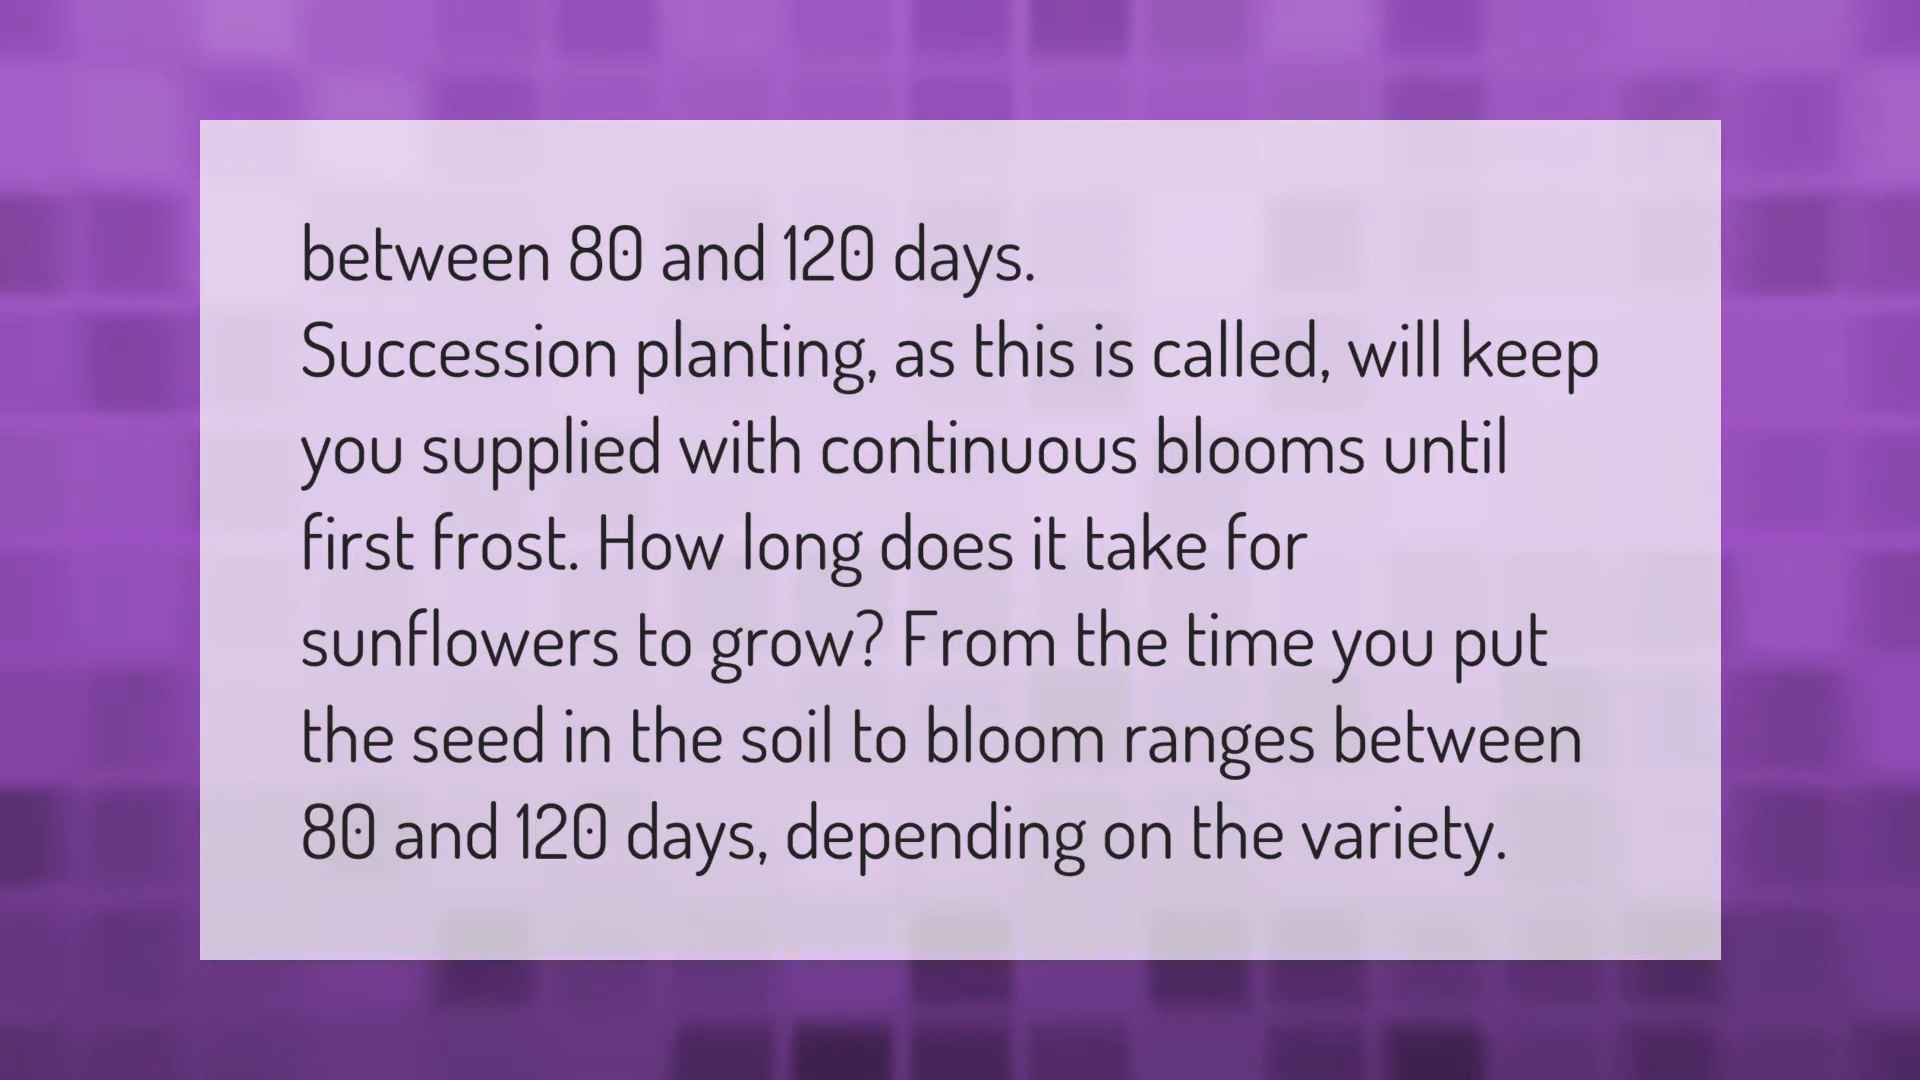 between 80 and 120 days.
Succession planting, as this is called, will keep
you supplied with continuous blooms until
first frost. How long does it take for
sunflowers to grow? From the time you put
the seed in the soil to bloom ranges between
80 and 120 days, depending on the variety.